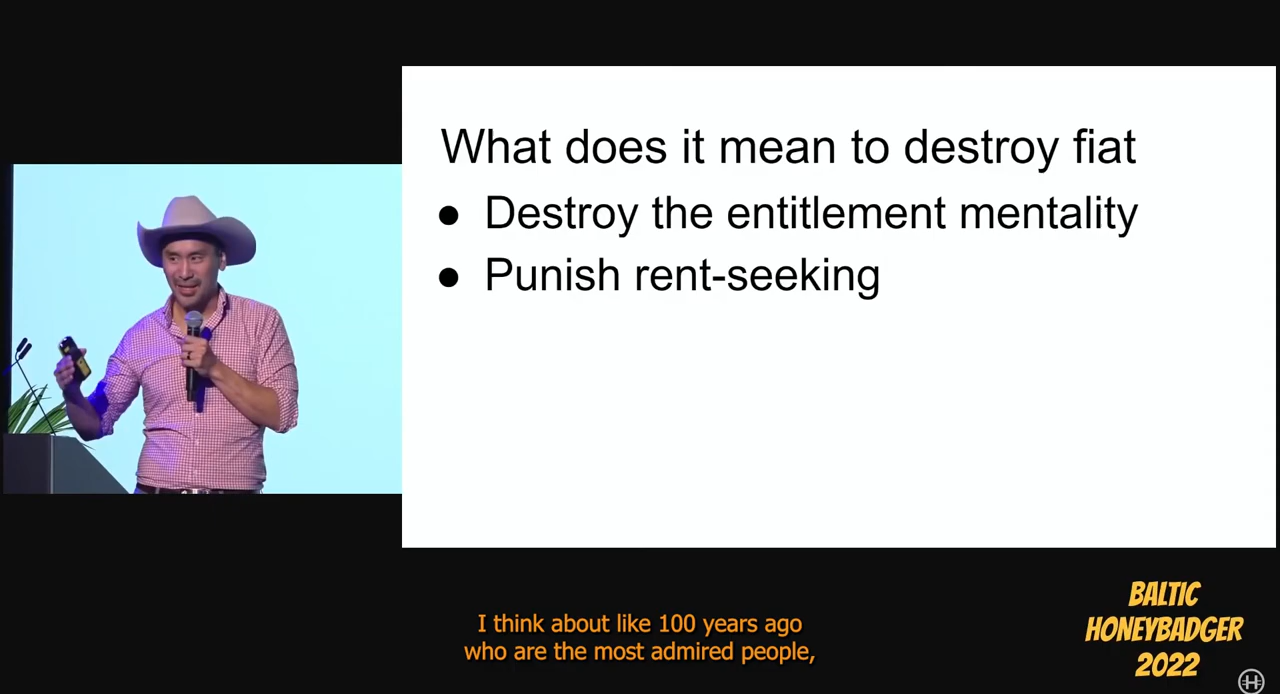 What does it mean to destroy fiat
● Destroy the entitlement mentality
● Punish rent-seeking
I think about like 100 years ago
who are the most admired people,
BALTIC
HONEYBADGER
2022